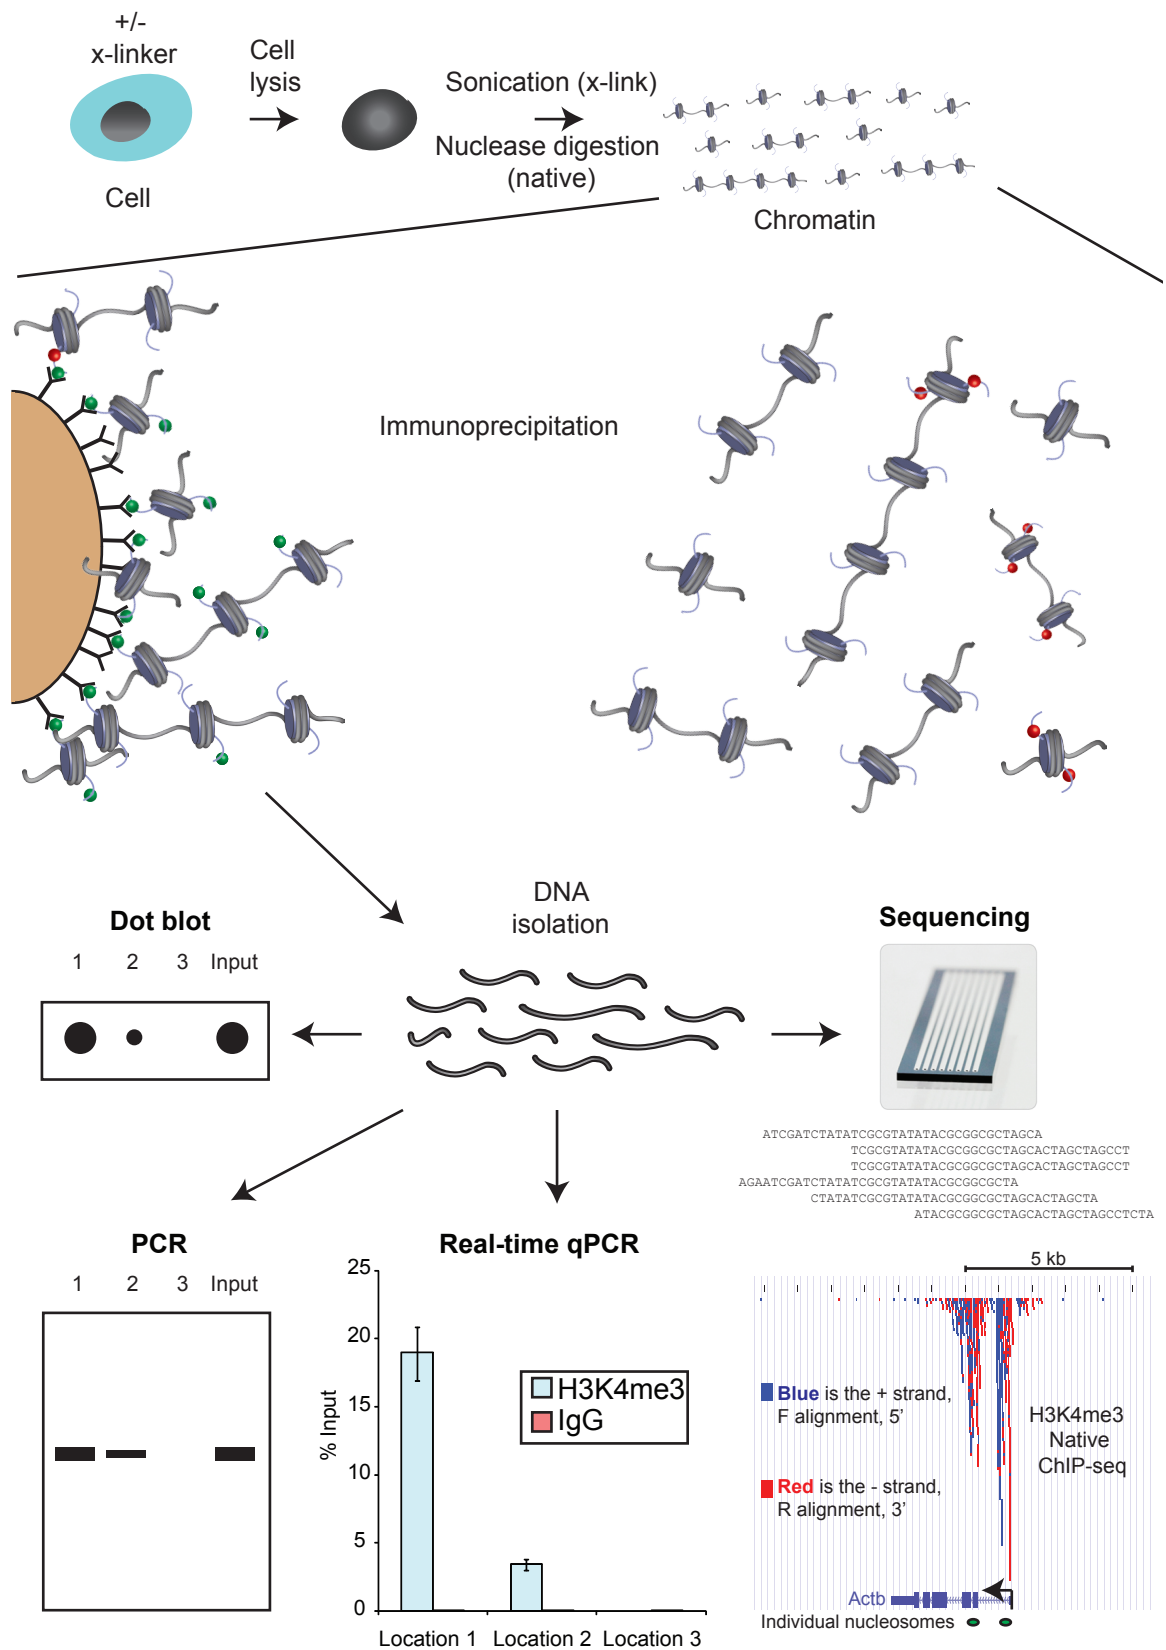 +/-
x-linker
Cell
lysis
Sonication (x-link)
Nuclease digestion
(native)
Cell
Chromatin
Immunoprecipitation
DNA
isolation
Dot blot
1 2 3 Input
Sequencing
ATCGATCTATATCGCGTATATACGCGGCGCTAGCA
TCGCGTATATACGCGGCGCTAGCACTAGCTAGCCT
TCGCGTATATACGCGGCGCTAGCACTAGCTAGCCT
AGAATCGATCTATATCGCGTATATACGCGGCGCTA
CTATATCGCGTATATACGCGGCGCTAGCACTAGCTA
ATACGCGGCGCTAGCACTAGCTAGCCTCTA
PCR
1 2 3 Input
Real-time qPCR
25
20
15
10
5
0
% Input
H3K4me3
IgG
Location 1 Location 2 Location 3
5 kb
Blue is the + strand,
F alignment, 5’
Red is the - strand,
R alignment, 3’
H3K4me3
Native
ChIP-seq
Actb
Individual nucleosomes